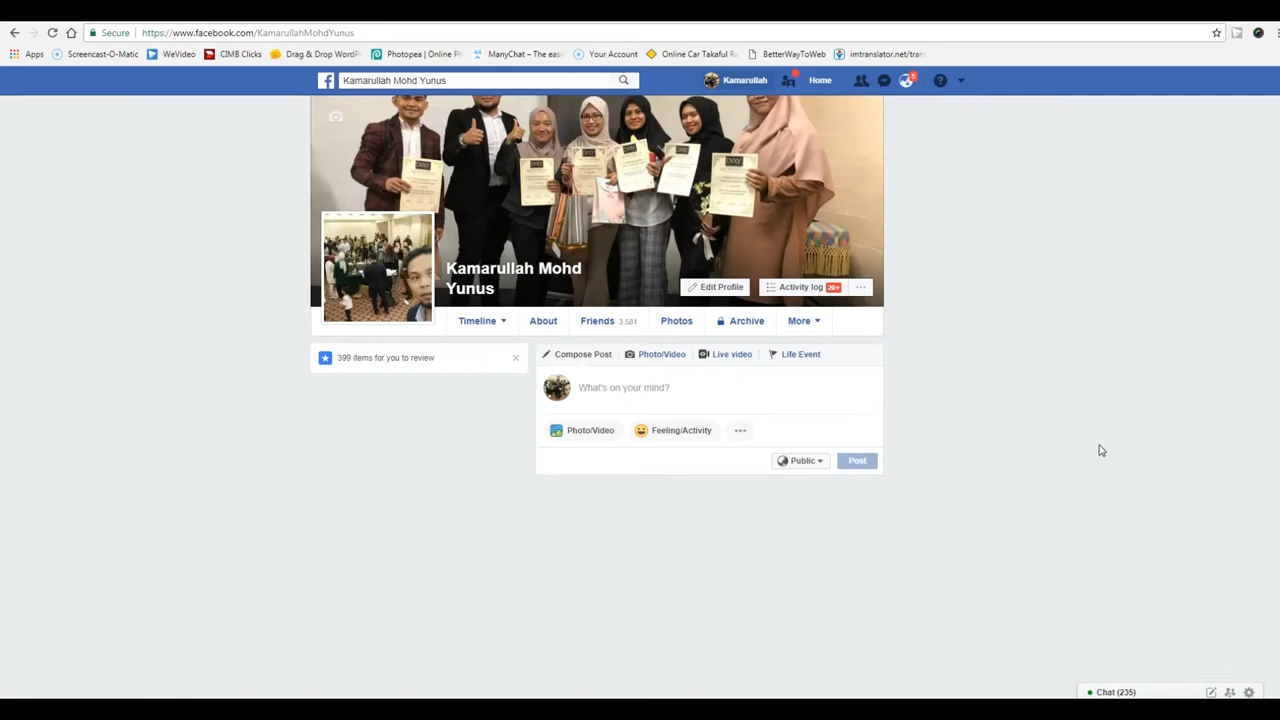 Secure https://www.facebook.com/KamarullahMohdYunus
Apps Screencast-O-Matic WeVideo CIMB Clicks Drag & Drop WordPr Photopea | Online Ph ManyChat – The ease Your Account Online Car Takaful Re BetterWayToWeb imtranslator.net/tran
f Kamarullah Mohd Yunus Kamarullah Home 5
Kamarullah Mohd
Yunus
Edit Profile Activity log 20+
Timeline About Friends 3,581 Photos Archive More
399 items for you to review
Compose Post Photo/Video Live video Life Event
What's on your mind?
Photo/Video Feeling/Activity
Public Post
Chat (235)